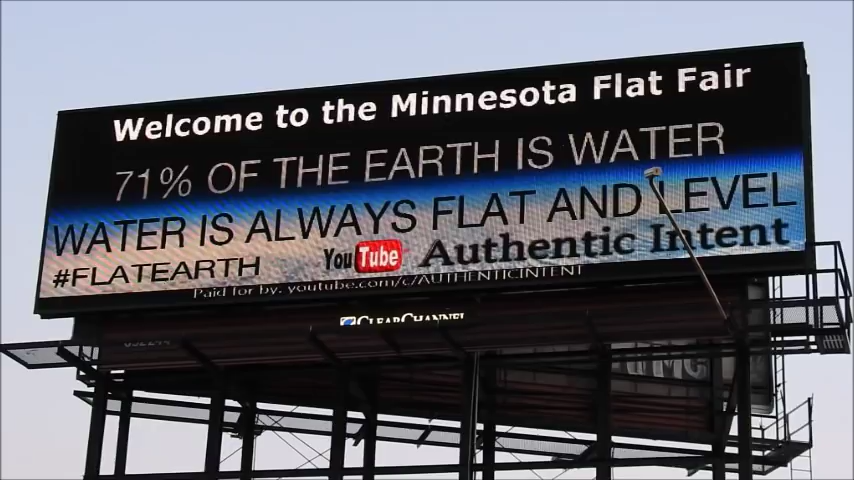 Welcome to the Minnesota Flat Fair
71% OF THE EARTH IS WATER
WATER IS ALWAYS FLAT AND LEVEL
#FLATEARTH YouTube Authentic Intent
Paid for by: youtube.com/c/AUTHENTICINTENT
CLEARCHANNEL